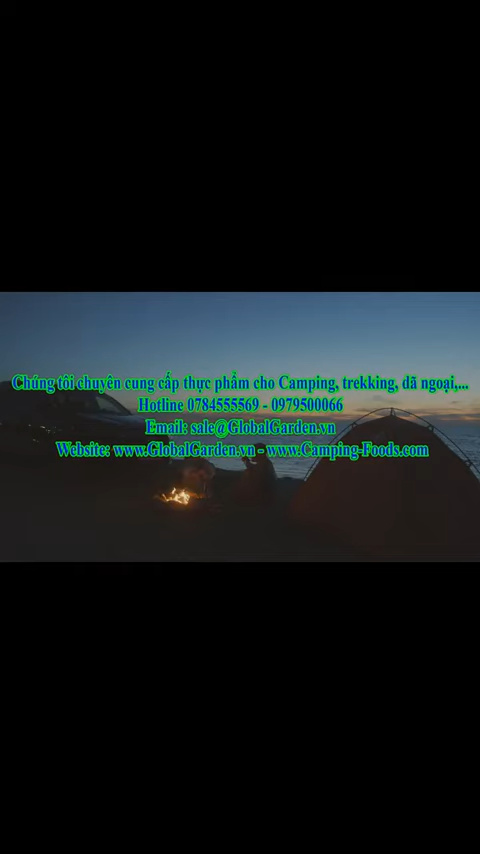 Chúng tôi chuyên cung cấp thực phẩm cho Camping, trekking, dã ngoại,...
Hotline 0784555569 - 0979500066
Email: sale@GlobalGarden.vn
Website: www.GlobalGarden.vn - www.Camping-Foods.com